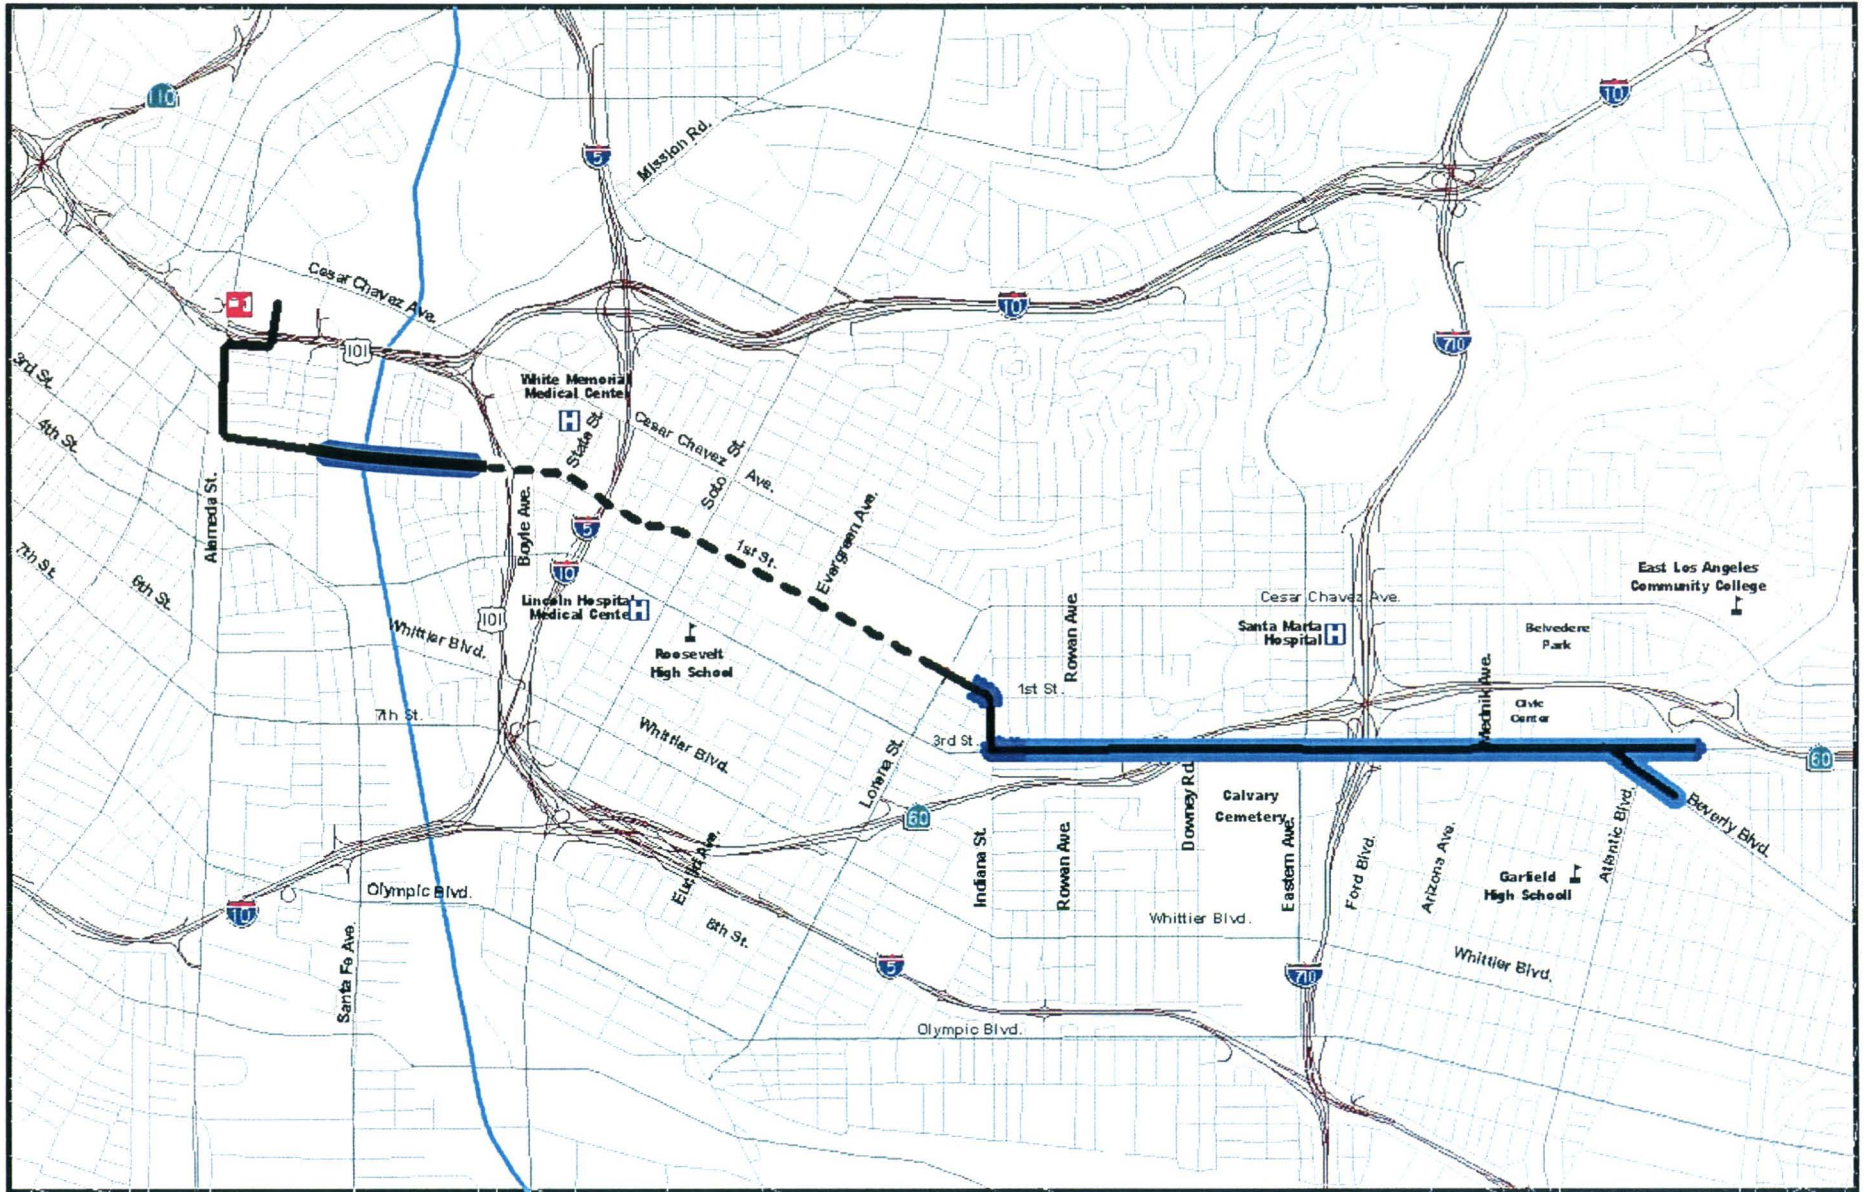 110
10
5
Mission Rd.
Cesar Chavez Ave.
10
710
101
3rd St.
White Memorial
Medical Cente
H
State St.
4th St.
Cesar Chavez Ave.
Soto St.
Alameda St.
Boyle Ave.
5
1st St.
Evergreen Ave.
7th St.
6th St.
10
East Los Angeles
Community College
Cesar Chavez Ave.
Lincoln Hospital
Medical Cente
H
101
Whittier Blvd.
Rowan Ave.
Santa Marta
Hospital
H
Belvedere
Park
Roosevelt
High School
1st St.
Mednik Ave.
Civic
Center
7th St.
3rd St.
Whittier Blvd.
60
Lorena St.
Downey Rd.
Calvary
Cemetery
Beverly Blvd.
60
Indiana St.
Rowan Ave.
Eastern Ave.
Ford Blvd.
Arizona Ave.
Atlantic Blvd.
Euclid Ave.
Garfield
High Schooll
Olympic Blvd.
10
Whittier Blvd.
8th St.
Whittier Blvd.
5
710
Santa Fe Ave.
Olympic Blvd.